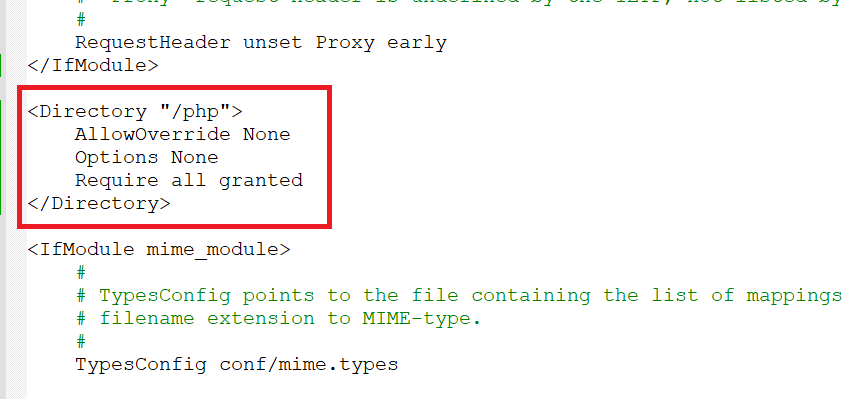 #
RequestHeader unset Proxy early
</IfModule>
<Directory "/php">
AllowOverride None
Options None
Require all granted
</Directory>
<IfModule mime_module>
#
# TypesConfig points to the file containing the list of mappings
# filename extension to MIME-type.
#
TypesConfig conf/mime.types